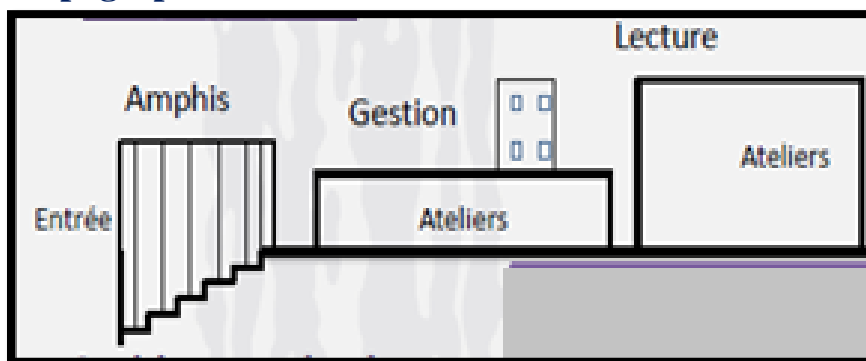 Lecture
Amphis
Gestion
Ateliers
Entrée
Ateliers